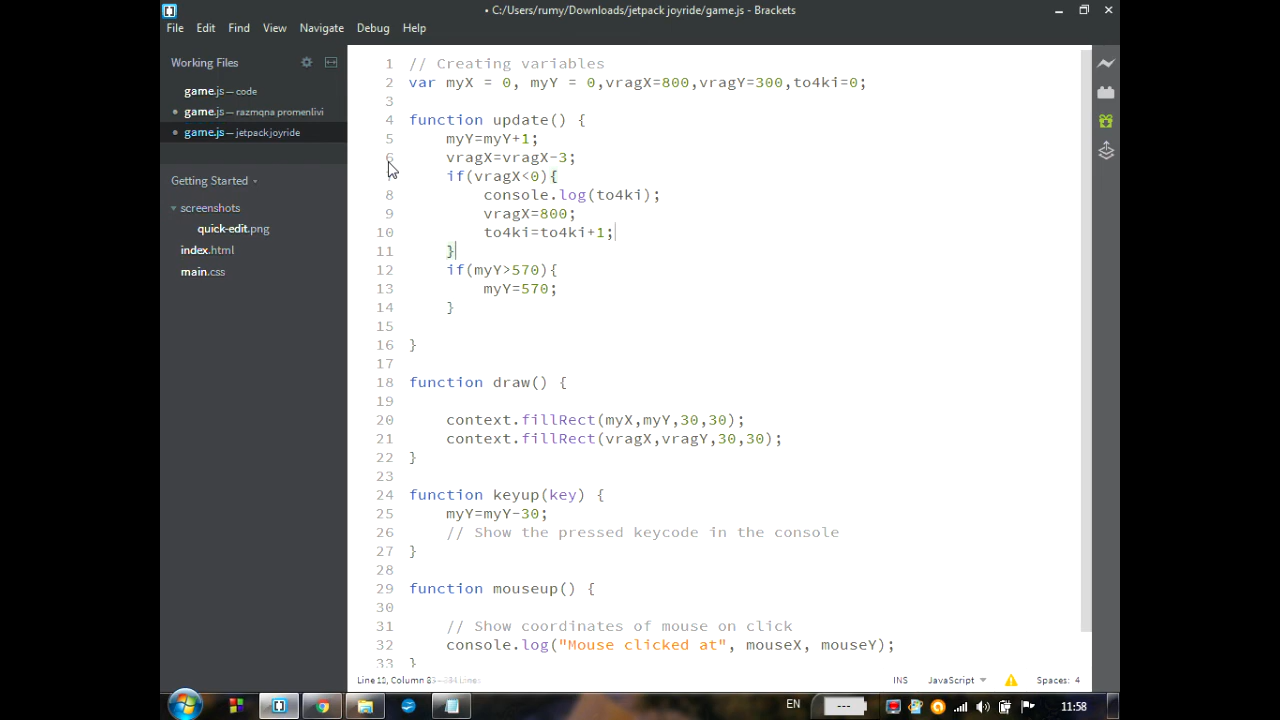 • C:/Users/rumy/Downloads/jetpack joyride/game.js - Brackets
File Edit Find View Navigate Debug Help
Working Files
game.js — code
game.js — razmqna promenlivi
game.js — jetpack joyride
Getting Started
screenshots
quick-edit.png
index.html
main.css
1 // Creating variables
2 var myX = 0, myY = 0,vragX=800,vragY=300,to4ki=0;
3
4 function update() {
5 myY=myY+1;
6 vragX=vragX-3;
if(vragX<0){
8 console.log(to4ki);
9 vragX=800;
10 to4ki=to4ki+1;
11 }
12 if(myY>570){
13 myY=570;
14 }
15
16 }
17
18 function draw() {
19
20 context.fillRect(myX,myY,30,30);
21 context.fillRect(vragX,vragY,30,30);
22 }
23
24 function keyup(key) {
25 myY=myY-30;
26 // Show the pressed keycode in the console
27 }
28
29 function mouseup() {
30
31 // Show coordinates of mouse on click
32 console.log("Mouse clicked at", mouseX, mouseY);
33 }
Column
INS JavaScript Spaces: 4
EN --- 11:58